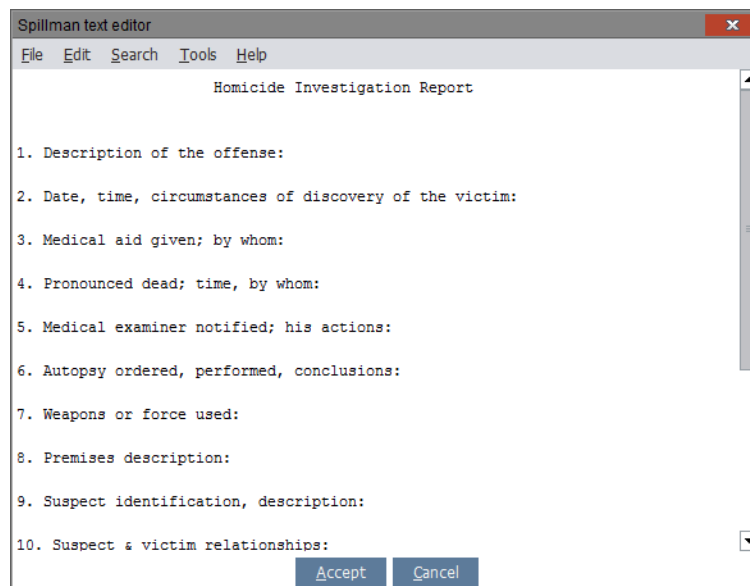 Spillman text editor
File Edit Search Tools Help
Homicide Investigation Report
1. Description of the offense:
2. Date, time, circumstances of discovery of the victim:
3. Medical aid given; by whom:
4. Pronounced dead; time, by whom:
5. Medical examiner notified; his actions:
6. Autopsy ordered, performed, conclusions:
7. Weapons or force used:
8. Premises description:
9. Suspect identification, description:
10. Suspect & victim relationships:
Accept Cancel